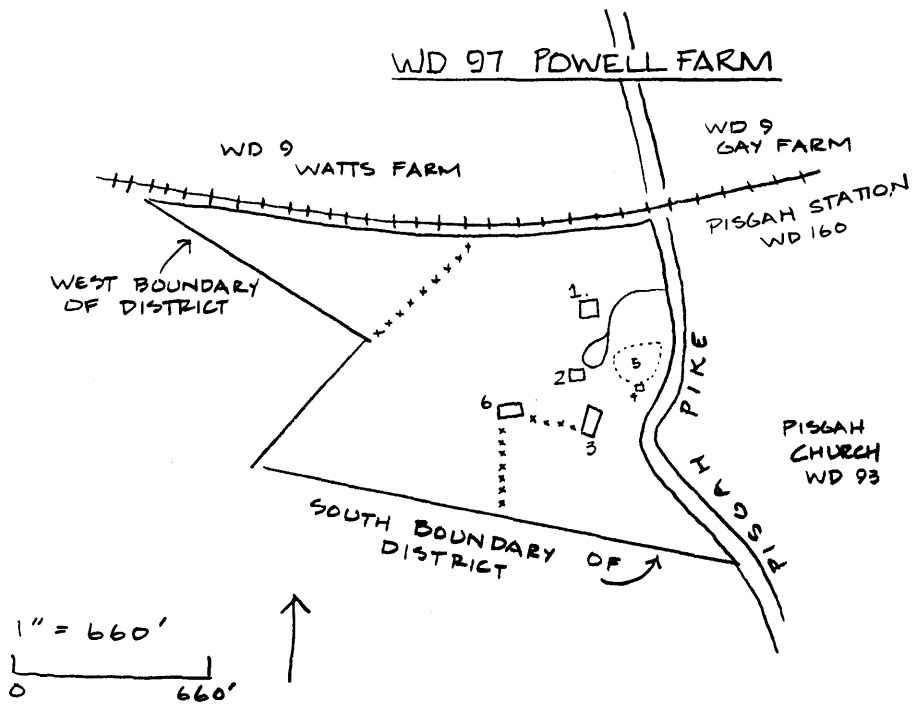 WD 97 POWELL FARM
WD 9
WATTS FARM
WD 9
GAY FARM
PISGAH STATION
WD 160
WEST BOUNDARY
OF DISTRICT
1.
2
5
4
6
3
PISGAH PIKE
PISGAH
CHURCH
WD 93
SOUTH BOUNDARY OF
DISTRICT
1" = 660'
0 660'